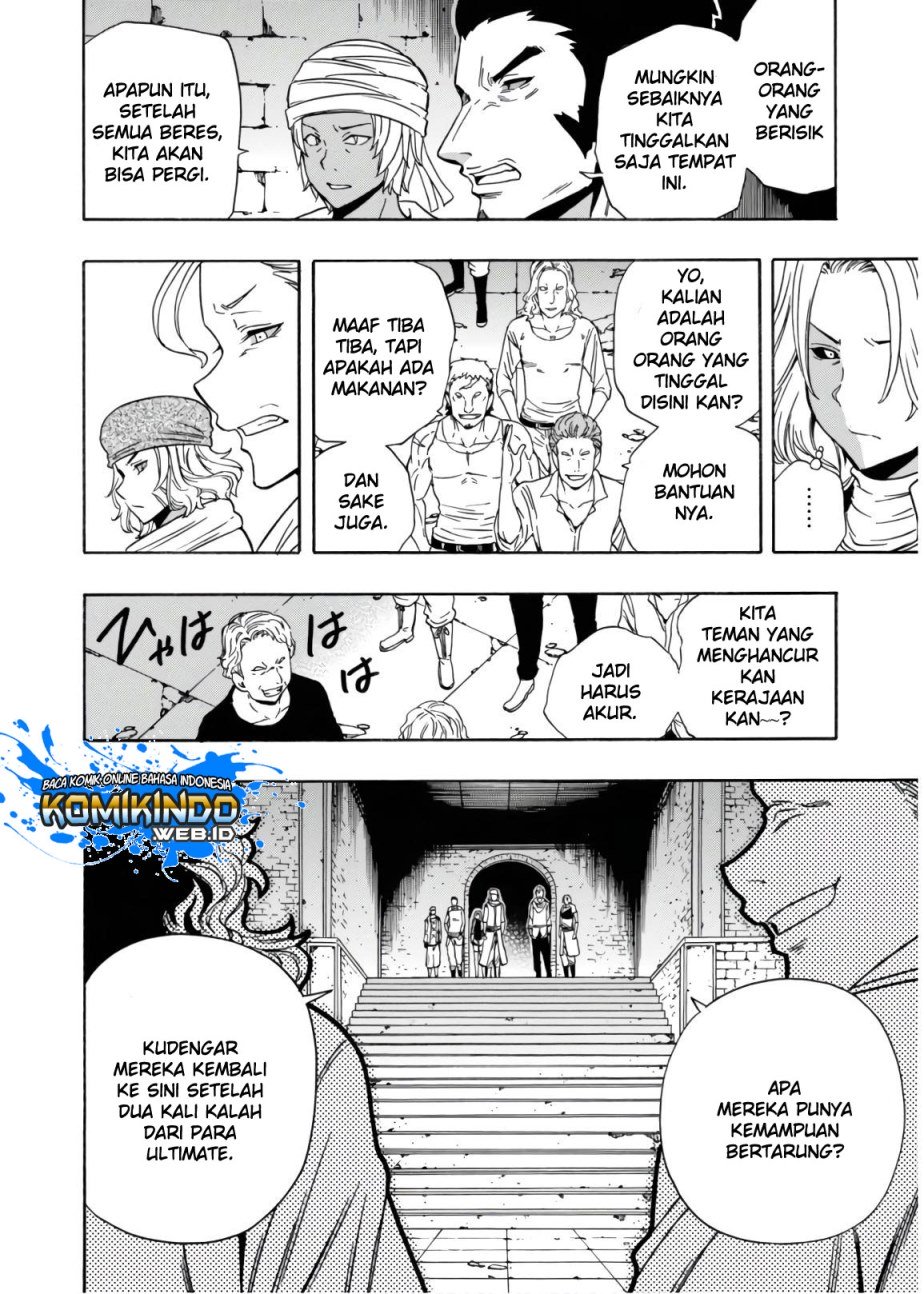 ORANG-
ORANG
YANG
BERISIK
MUNGKIN
SEBAIKNYA
KITA
TINGGALKAN
SAJA TEMPAT
INI.
APAPUN ITU,
SETELAH
SEMUA BERES,
KITA AKAN
BISA PERGI.
......
YO,
KALIAN
ADALAH
ORANG
ORANG YANG
TINGGAL
DISINI KAN?
MOHON
BANTUAN
NYA.
MAAF TIBA
TIBA, TAPI
APAKAH ADA
MAKANAN?
DAN
SAKE
JUGA.
KITA
TEMAN YANG
MENGHANCUR
KAN
KERAJAAN
KAN~~?
JADI
HARUS
AKUR.
ひゃは
は
は
BACA KOMIK ONLINE BAHASA INDONESIA
KOMIKINDO
WEB.ID
APA
MEREKA PUNYA
KEMAMPUAN
BERTARUNG?
KUDENGAR
MEREKA KEMBALI
KE SINI SETELAH
DUA KALI KALAH
DARI PARA
ULTIMATE.